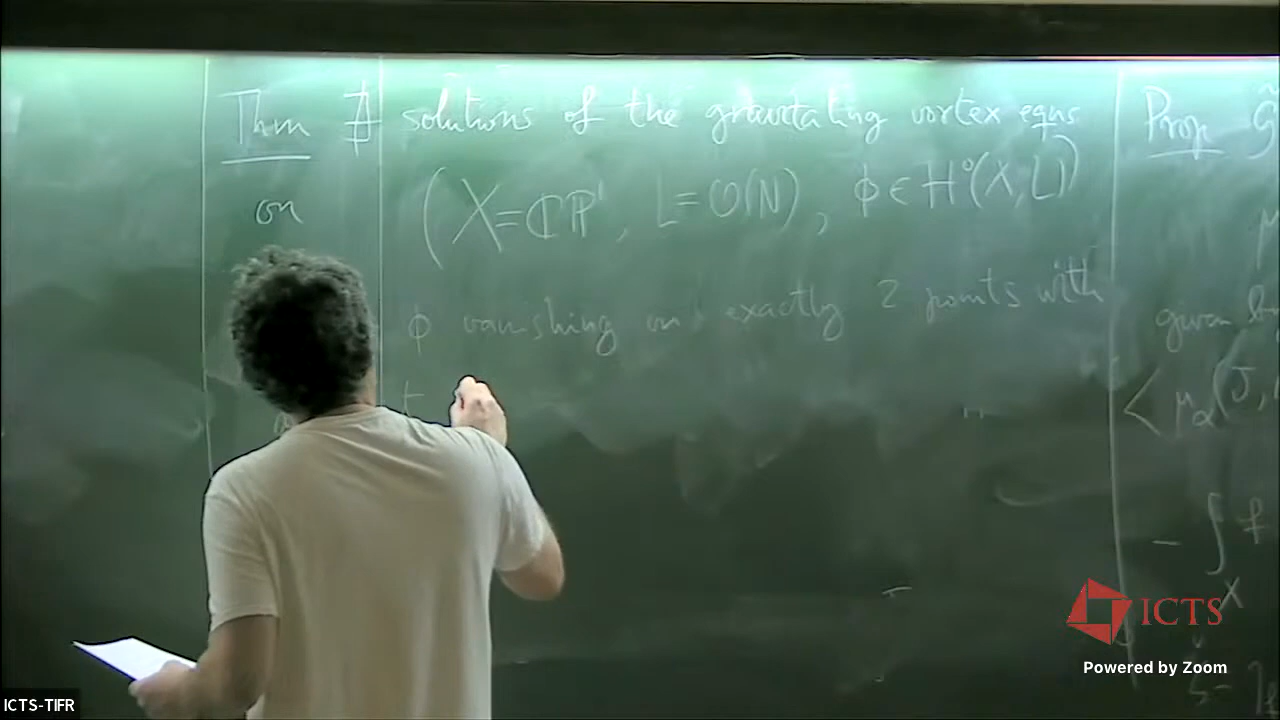 Thm ∄ solutions of the gravitating vortex eqns
on (X=ℂℙ¹, L=O(N), ϕ∈H⁰(X,L))
ϕ vanishing on exactly 2 points with
Prop
given
ICTS
Powered by Zoom
ICTS-TIFR